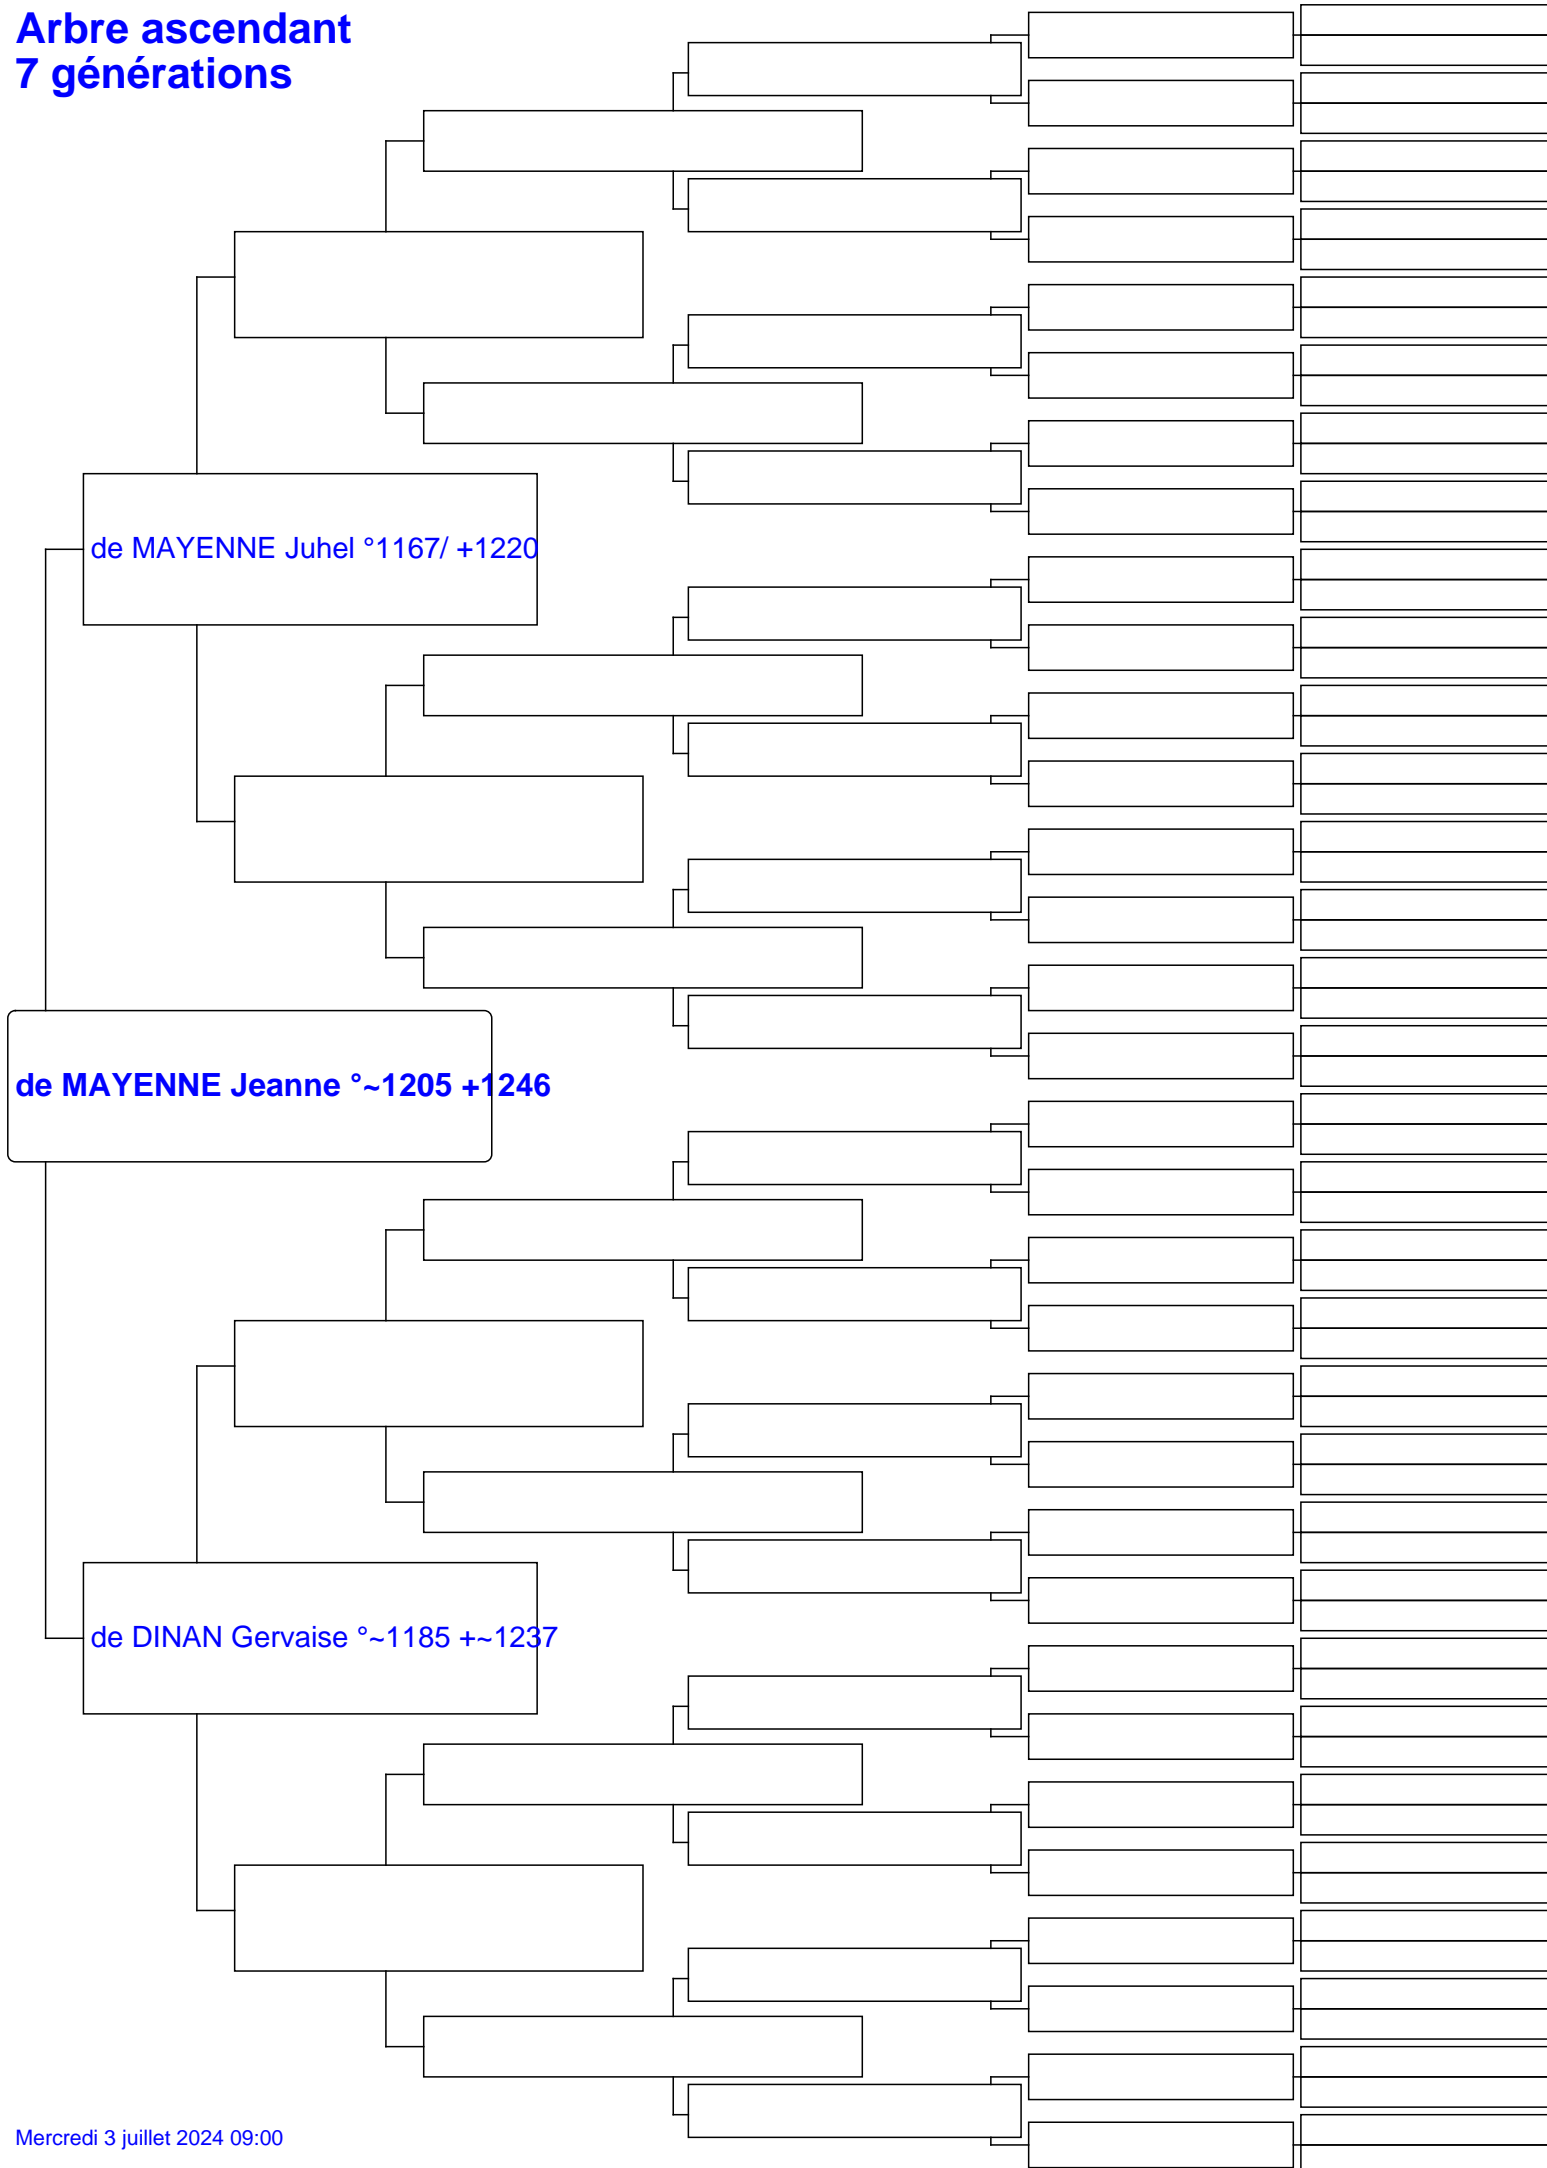 Arbre ascendant
7 générations
de MAYENNE Juhel °1167/ +1220
de MAYENNE Jeanne °~1205 +1246
de DINAN Gervaise °~1185 +~1237
Mercredi 3 juillet 2024 09:00